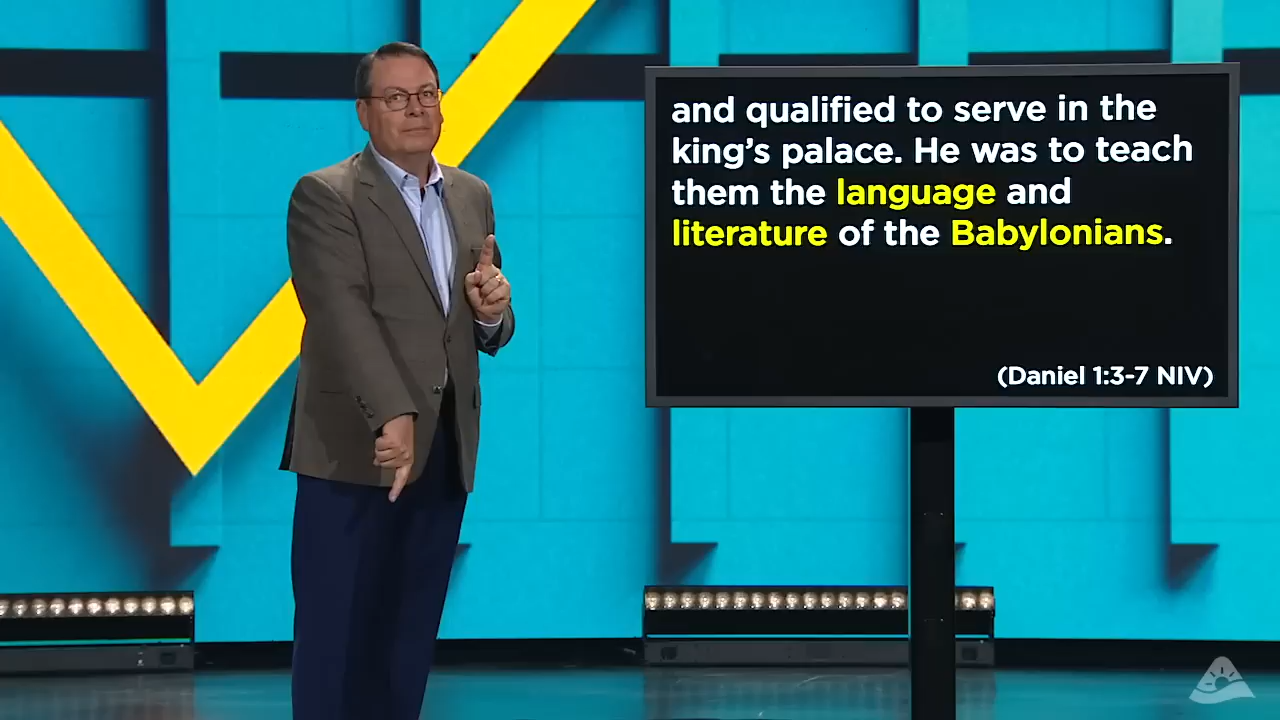 and qualified to serve in the
king’s palace. He was to teach
them the language and
literature of the Babylonians.
(Daniel 1:3-7 NIV)